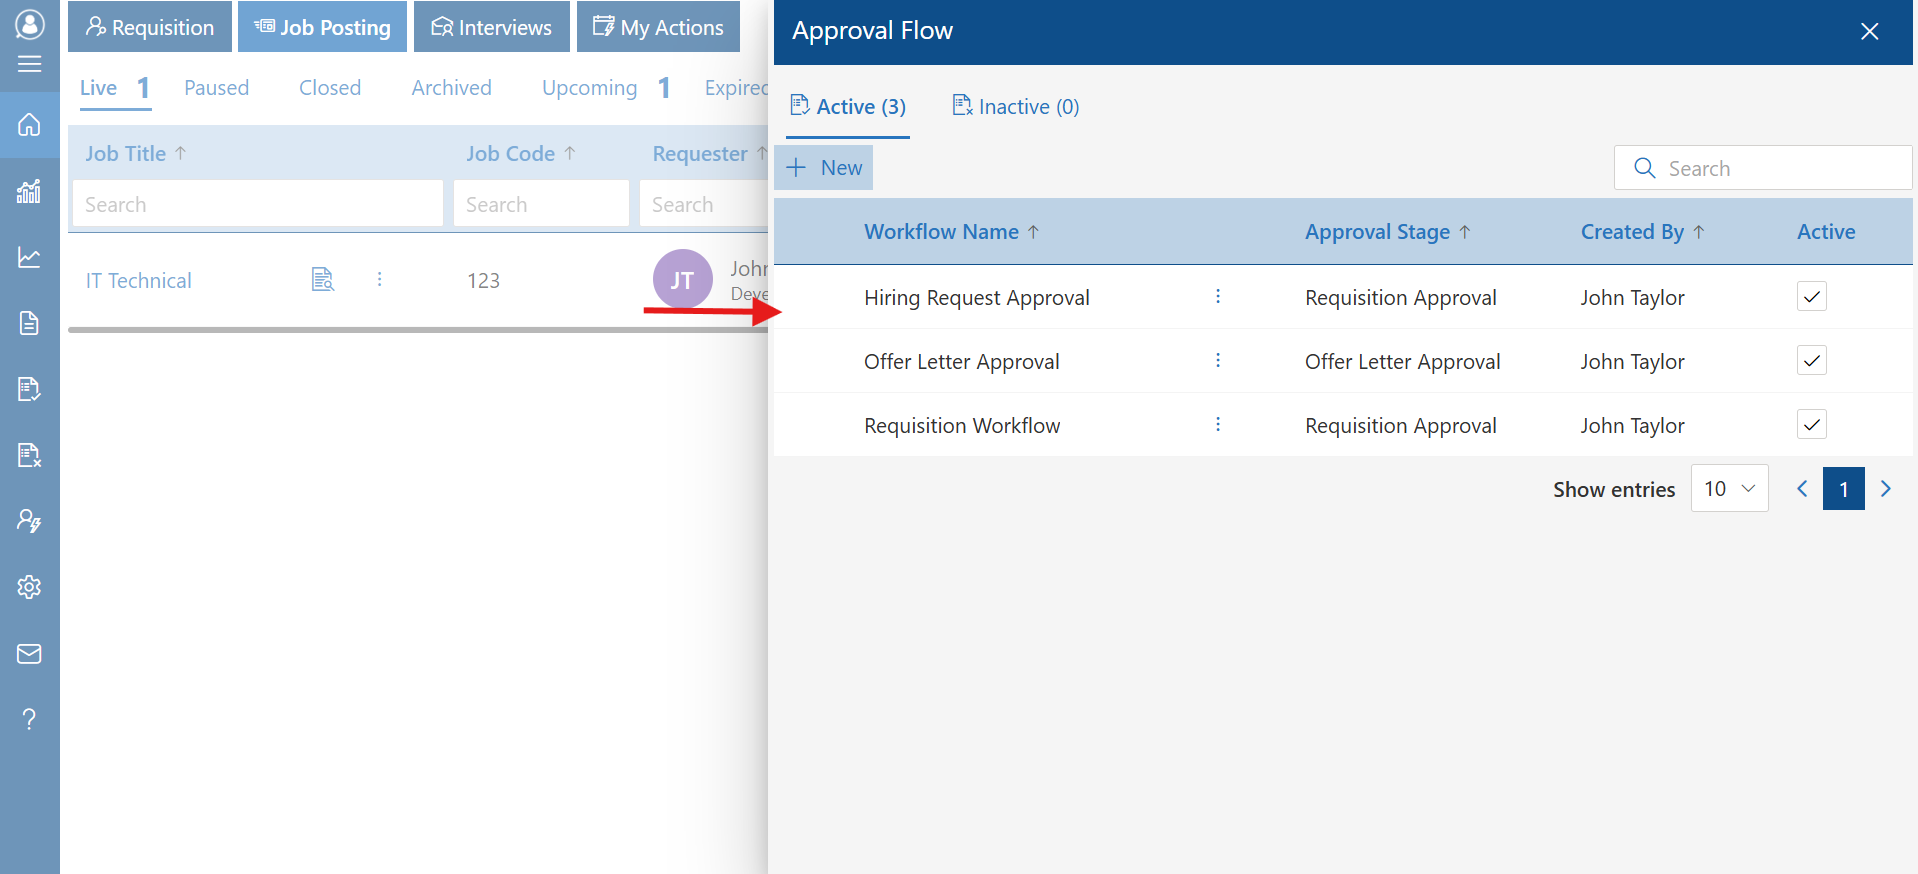 Requisition
Job Posting
Interviews
My Actions
Live 1
Paused
Closed
Archived
Upcoming 1
Expired
Job Title ↑
Job Code ↑
Requester ↑
Search
Search
Search
IT Technical
123
JT
John
Deve
Approval Flow
Active (3)
Inactive (0)
+ New
Search
Workflow Name ↑
Approval Stage ↑
Created By ↑
Active
Hiring Request Approval
Requisition Approval
John Taylor
Offer Letter Approval
Offer Letter Approval
John Taylor
Requisition Workflow
Requisition Approval
John Taylor
Show entries 10
1
?